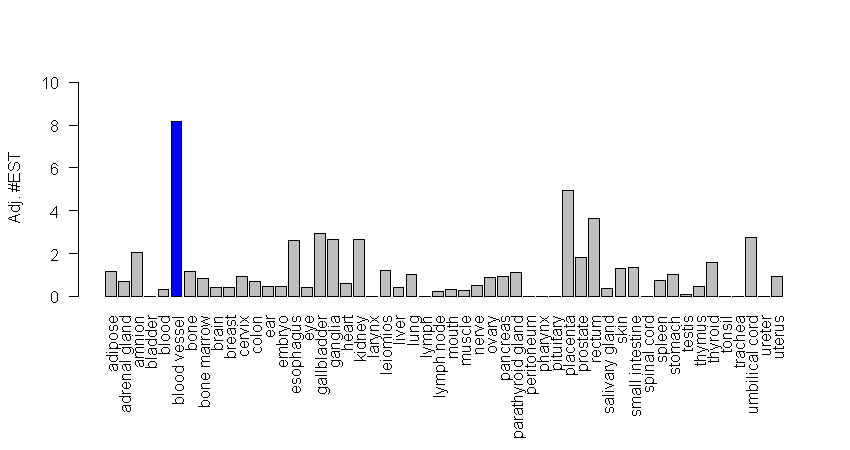 Adj. #EST
10
8
6
4
2
0
adipose
adrenal gland
amnion
bladder
blood
blood vessel
bone
bone marrow
brain
breast
cervix
colon
ear
embryo
esophagus
eye
gallbladder
ganglia
heart
kidney
larynx
leiomios
liver
lung
lymph
lymph node
mouth
muscle
nerve
ovary
pancreas
parathyroid gland
peritoneum
pharynx
pituitary
placenta
prostate
rectum
salivary gland
skin
small intestine
spinal cord
spleen
stomach
testis
thymus
thyroid
tonsil
trachea
umbilical cord
ureter
uterus